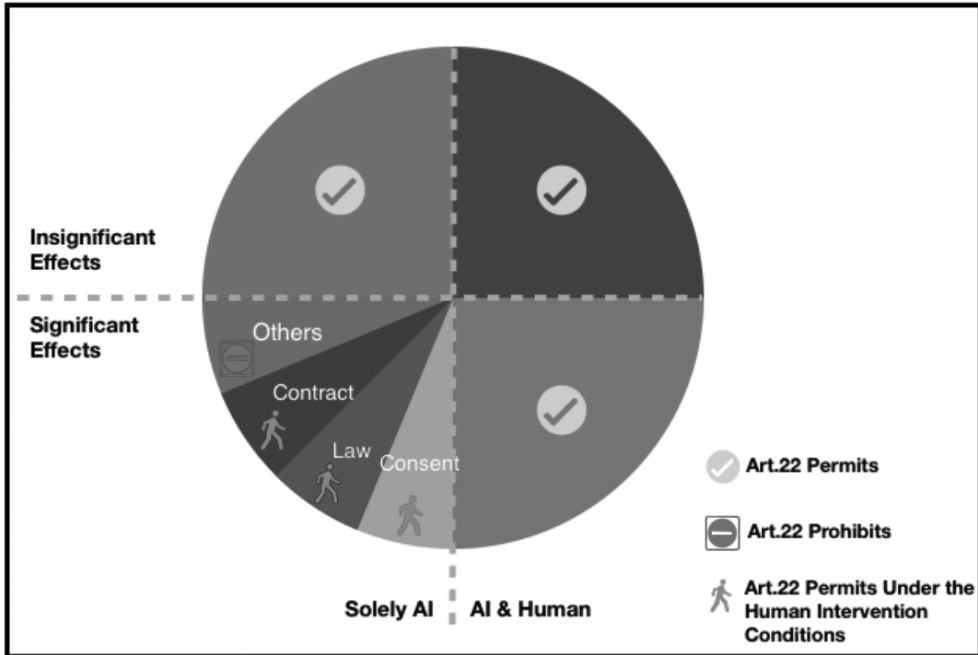 Insignificant
Effects
Significant
Effects
Others
Contract
Law
Consent
Solely AI
AI & Human
Art.22 Permits
Art.22 Prohibits
Art.22 Permits Under the
Human Intervention
Conditions